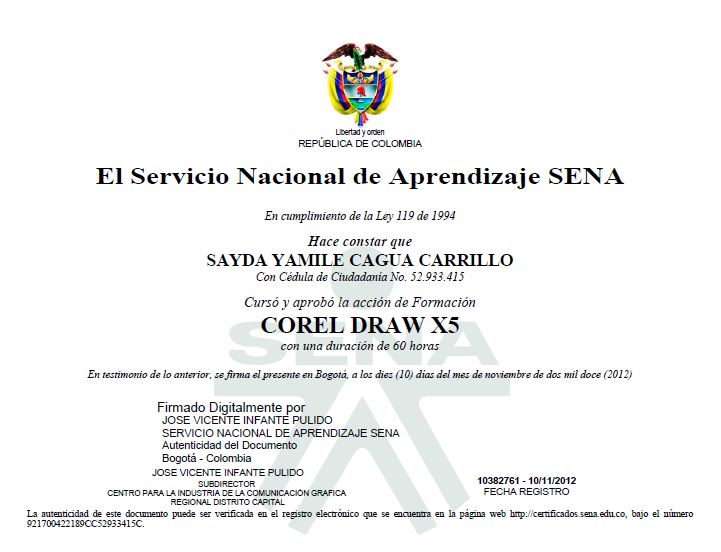 Libertad y orden
REPÚBLICA DE COLOMBIA
El Servicio Nacional de Aprendizaje SENA
En cumplimiento de la Ley 119 de 1994
Hace constar que
SAYDA YAMILE CAGUA CARRILLO
Con Cédula de Ciudadanía No. 52.933.415
Cursó y aprobó la acción de Formación
COREL DRAW X5
SENA
con una duración de 60 horas
En testimonio de lo anterior, se firma el presente en Bogotá, a los diez (10) días del mes de noviembre de dos mil doce (2012)
Firmado Digitalmente por
JOSE VICENTE INFANTE PULIDO
SERVICIO NACIONAL DE APRENDIZAJE SENA
Autenticidad del Documento
Bogotá - Colombia
JOSE VICENTE INFANTE PULIDO
SUBDIRECTOR
CENTRO PARA LA INDUSTRIA DE LA COMUNICACIÓN GRAFICA
REGIONAL DISTRITO CAPITAL
10382761 - 10/11/2012
FECHA REGISTRO
La autenticidad de este documento puede ser verificada en el registro electrónico que se encuentra en la página web http://certificados.sena.edu.co, bajo el número
921700422189CC52933415C.